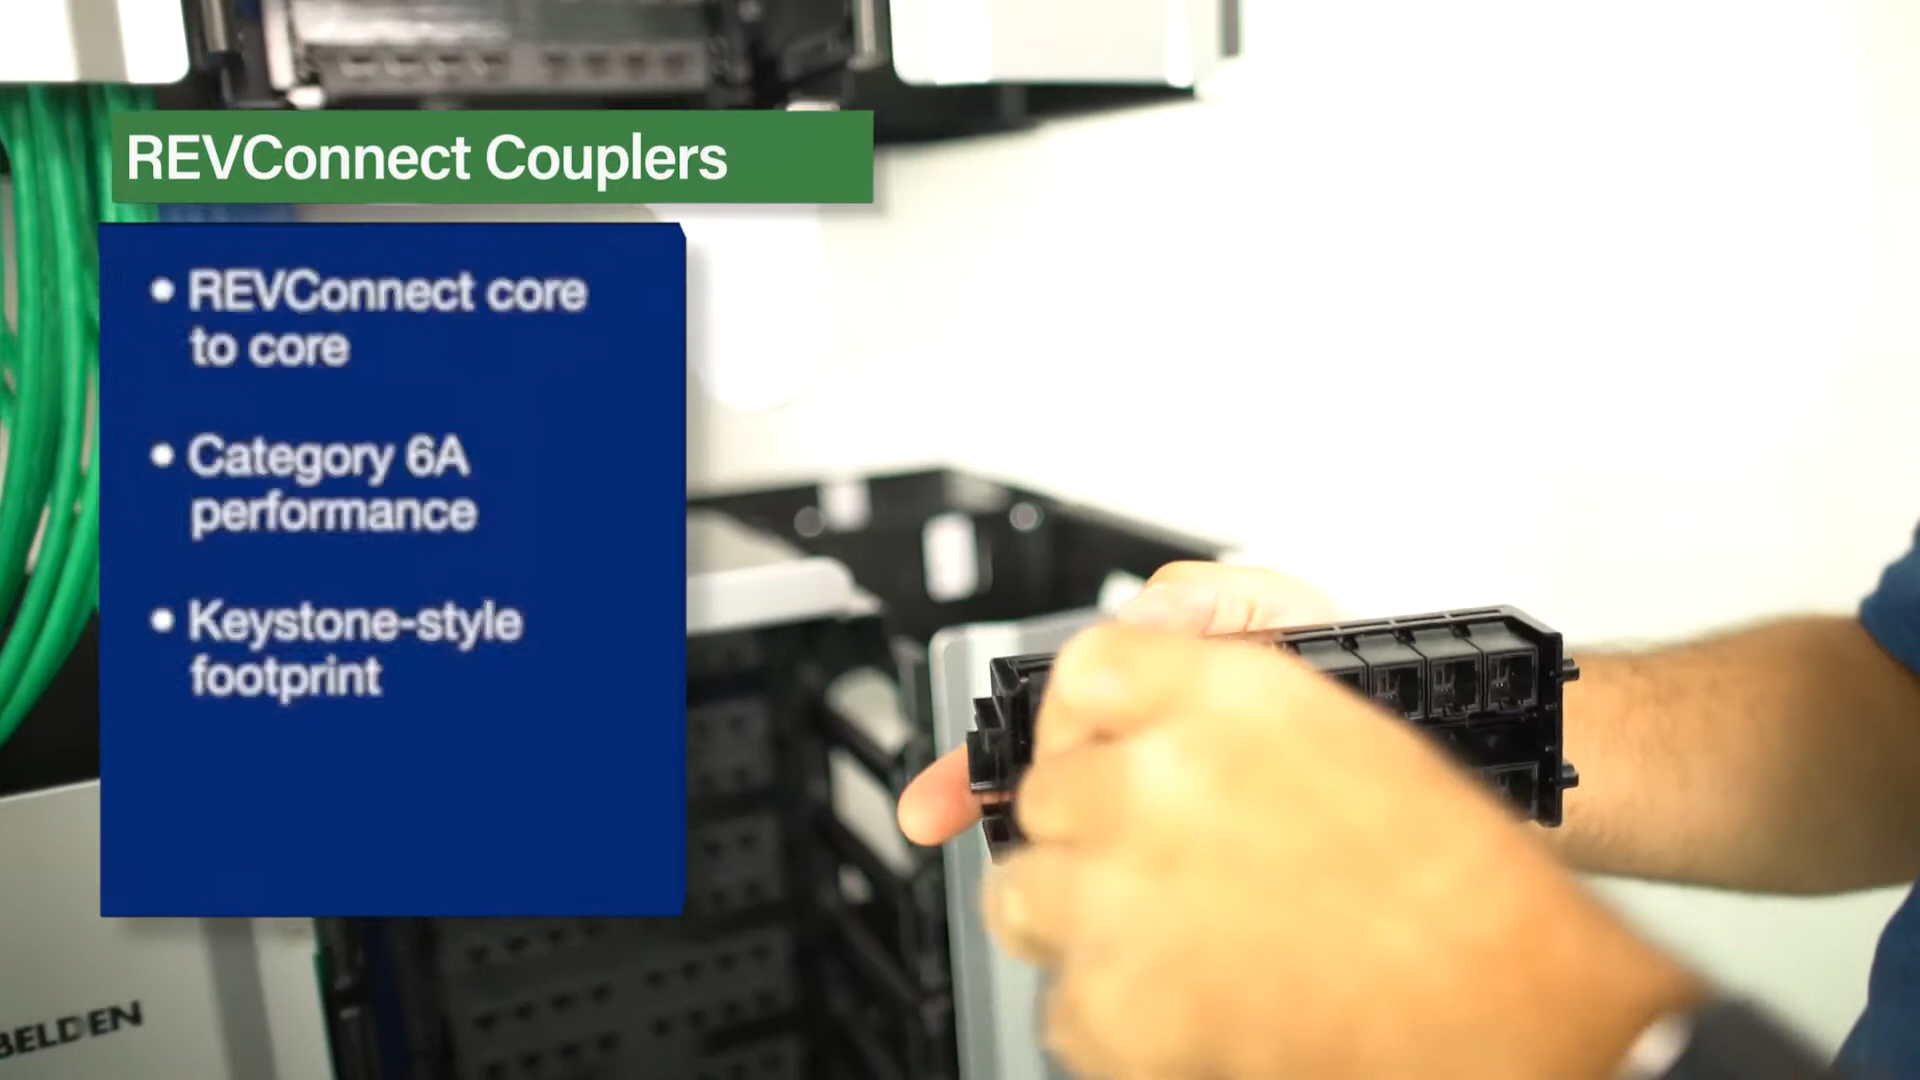 REVConnect Couplers
• REVConnect core
to core
• Category 6A
performance
• Keystone-style
footprint
BELDEN